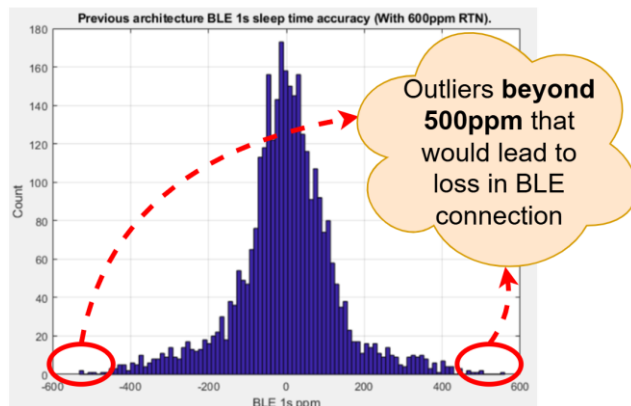 Previous architecture BLE 1s sleep time accuracy (With 600ppm RTN).
180
160
140
120
100
80
60
40
20
0
Count
-600
-400
-200
0
200
400
600
BLE 1s ppm
Outliers beyond
500ppm that
would lead to
loss in BLE
connection